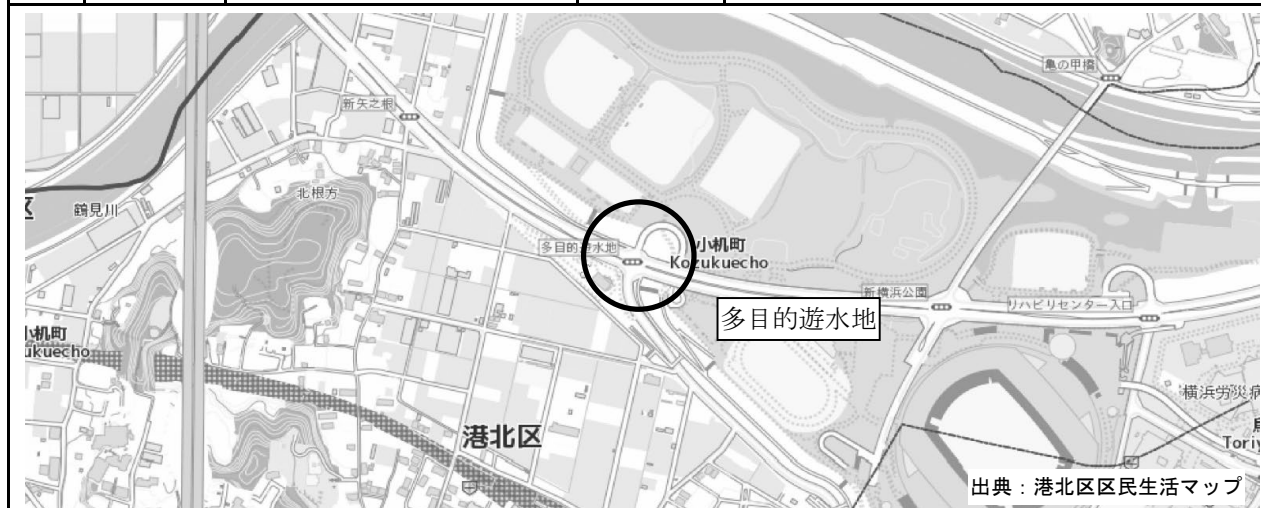 亀の甲橋
新矢之根
北根方
区
鶴見川
多目的遊水地
小机町
Kozukuecho
多目的遊水地
新横浜公園
リハビリセンター入口
小机町
ukuecho
港北区
横浜労災病
Toriy
出典：港北区区民生活マップ